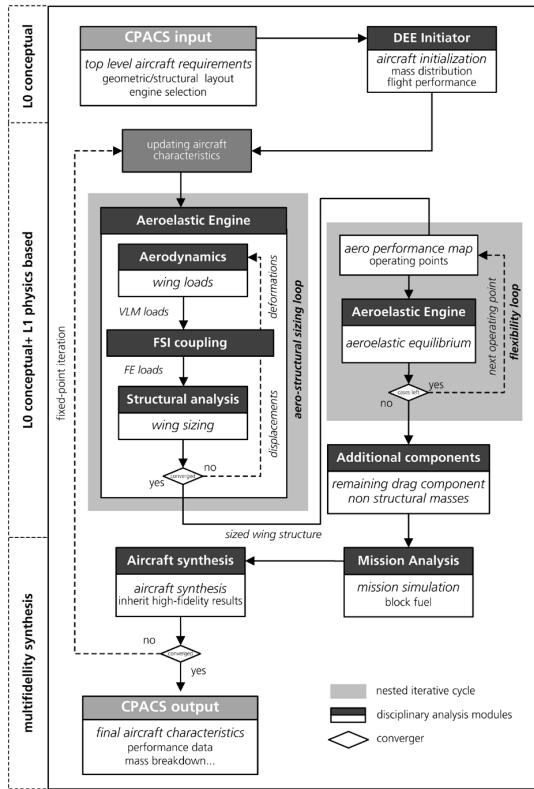 L0 conceptual
CPACS input
top level aircraft requirements
geometric/structural layout
engine selection
DEE Initiator
aircraft initialization
mass distribution
flight performance
L0 conceptual+ L1 physics based
updating aircraft
characteristics
fixed-point iteration
Aeroelastic Engine
Aerodynamics
wing loads
VLM loads
FSI coupling
FE loads
Structural analysis
wing sizing
converged
yes
no
deformations
displacements
aero-structural sizing loop
sized wing structure
aero performance map
operating points
Aeroelastic Engine
aeroelastic equilibrium
cases left
yes
no
next operating point
flexibility loop
Additional components
remaining drag component
non structural masses
multifidellity synthesis
Mission Analysis
mission simulation
block fuel
Aircraft synthesis
aircraft synthesis
inherit high-fidelity results
no
converged
yes
CPACS output
final aircraft characteristics
performance data
mass breakdown...
nested iterative cycle
disciplinary analysis modules
converger